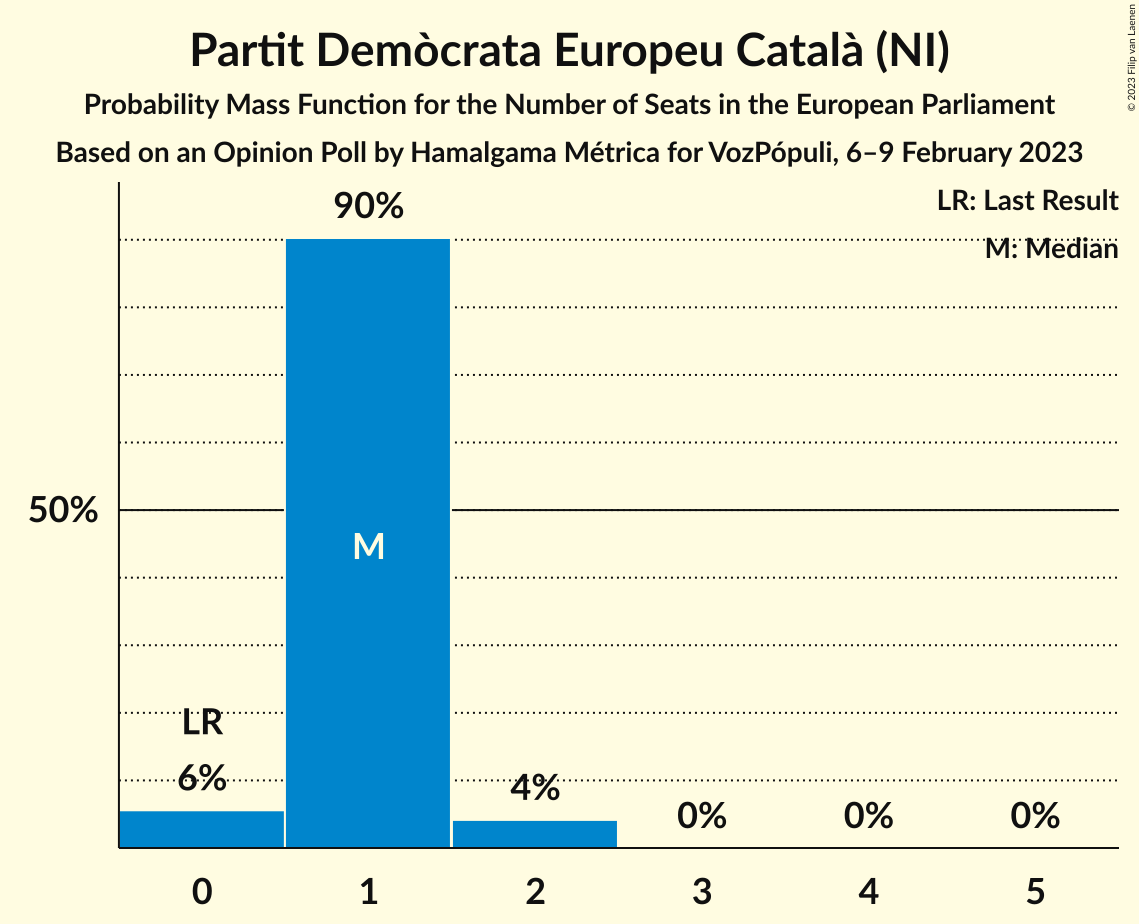 Partit Demòcrata Europeu Català (NI)
Probability Mass Function for the Number of Seats in the European Parliament
Based on an Opinion Poll by Hamalgama Métrica for VozPópuli, 6–9 February 2023
© 2023 Filip van Laenen
LR: Last Result
M: Median
90%
50%
M
LR
6%
4%
0%
0%
0%
0
1
2
3
4
5